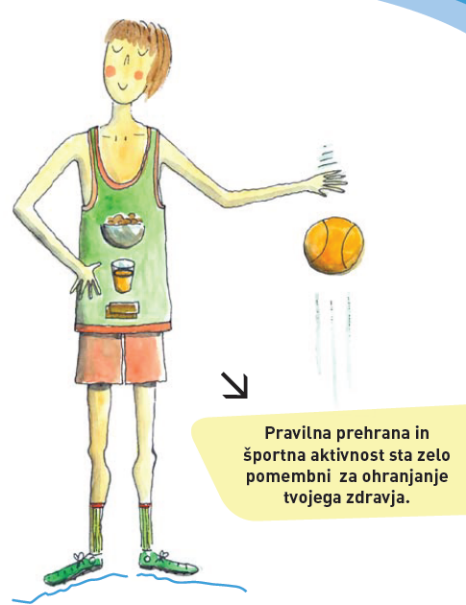 Pravilna prehrana in
športna aktivnost sta zelo
pomembni za ohranjanje
tvojega zdravja.